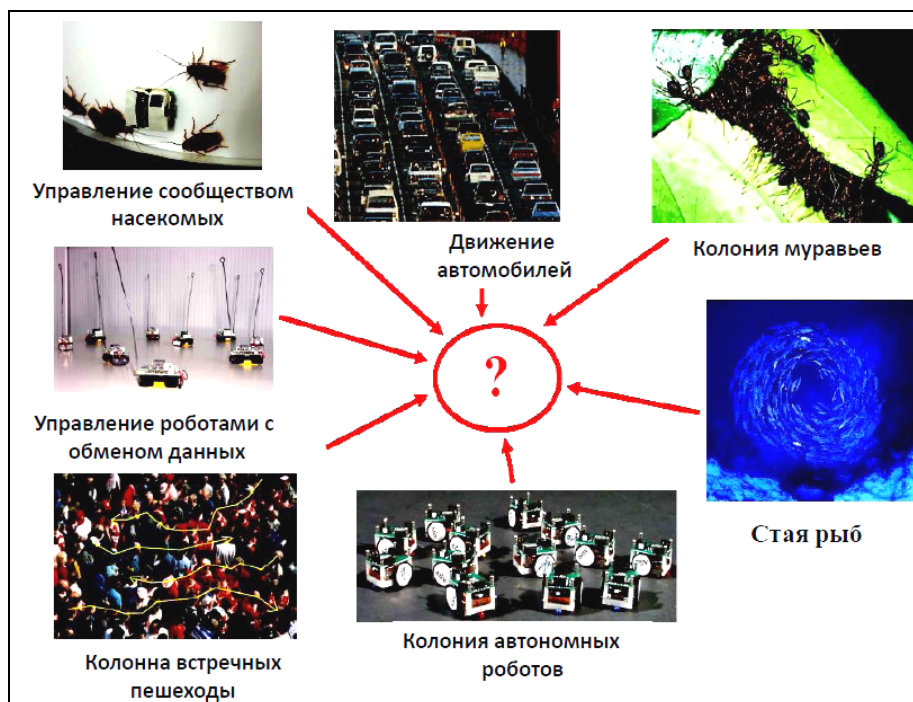 Управление сообществом
насекомых
Движение
автомобилей
Колония муравьев
?
Управление роботами с
обменом данных
Стая рыб
Колонна встречных
пешеходы
Колония автономных
роботов